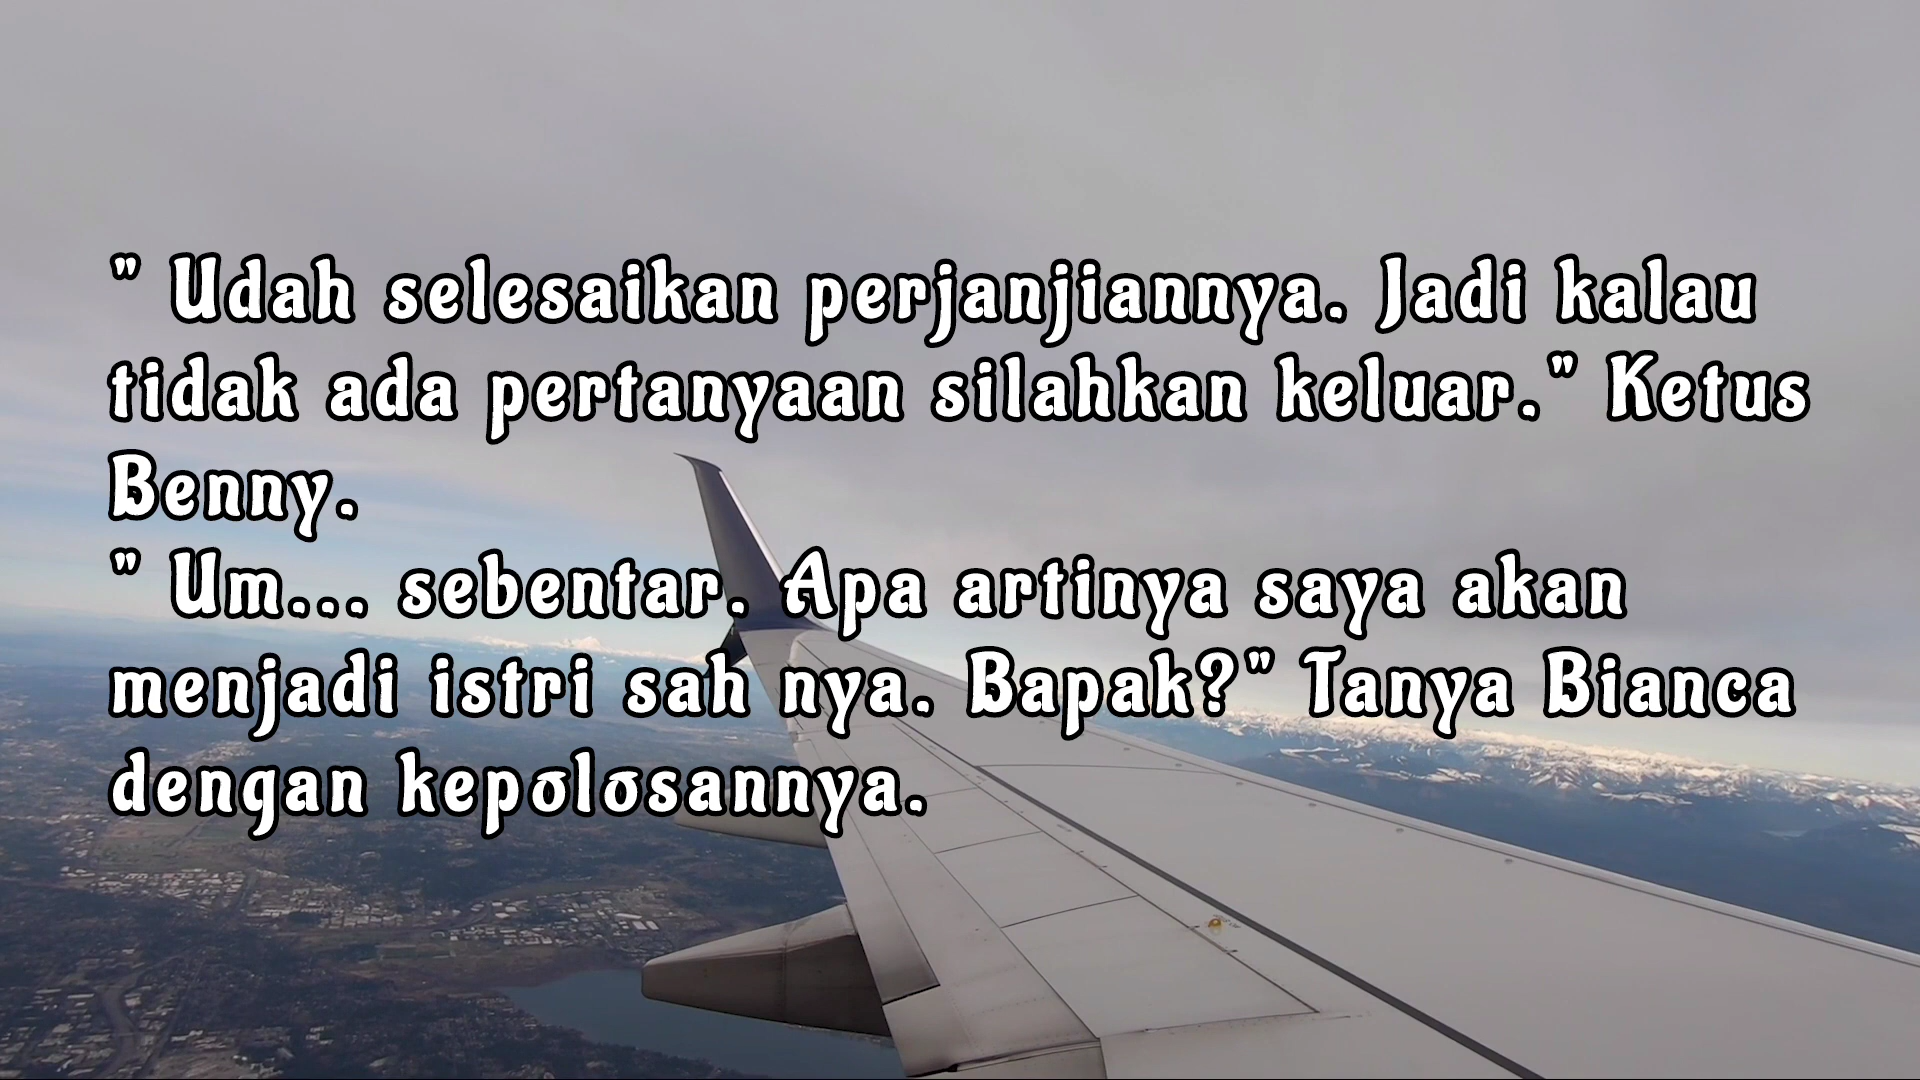 " Udah selesaikan perjanjiannya. Jadi kalau
tidak ada pertanyaan silahkan keluar." Ketus
Benny.
" Um... sebentar. Apa artinya saya akan
menjadi istri sah nya. Bapak?" Tanya Bianca
dengan kepolosannya.